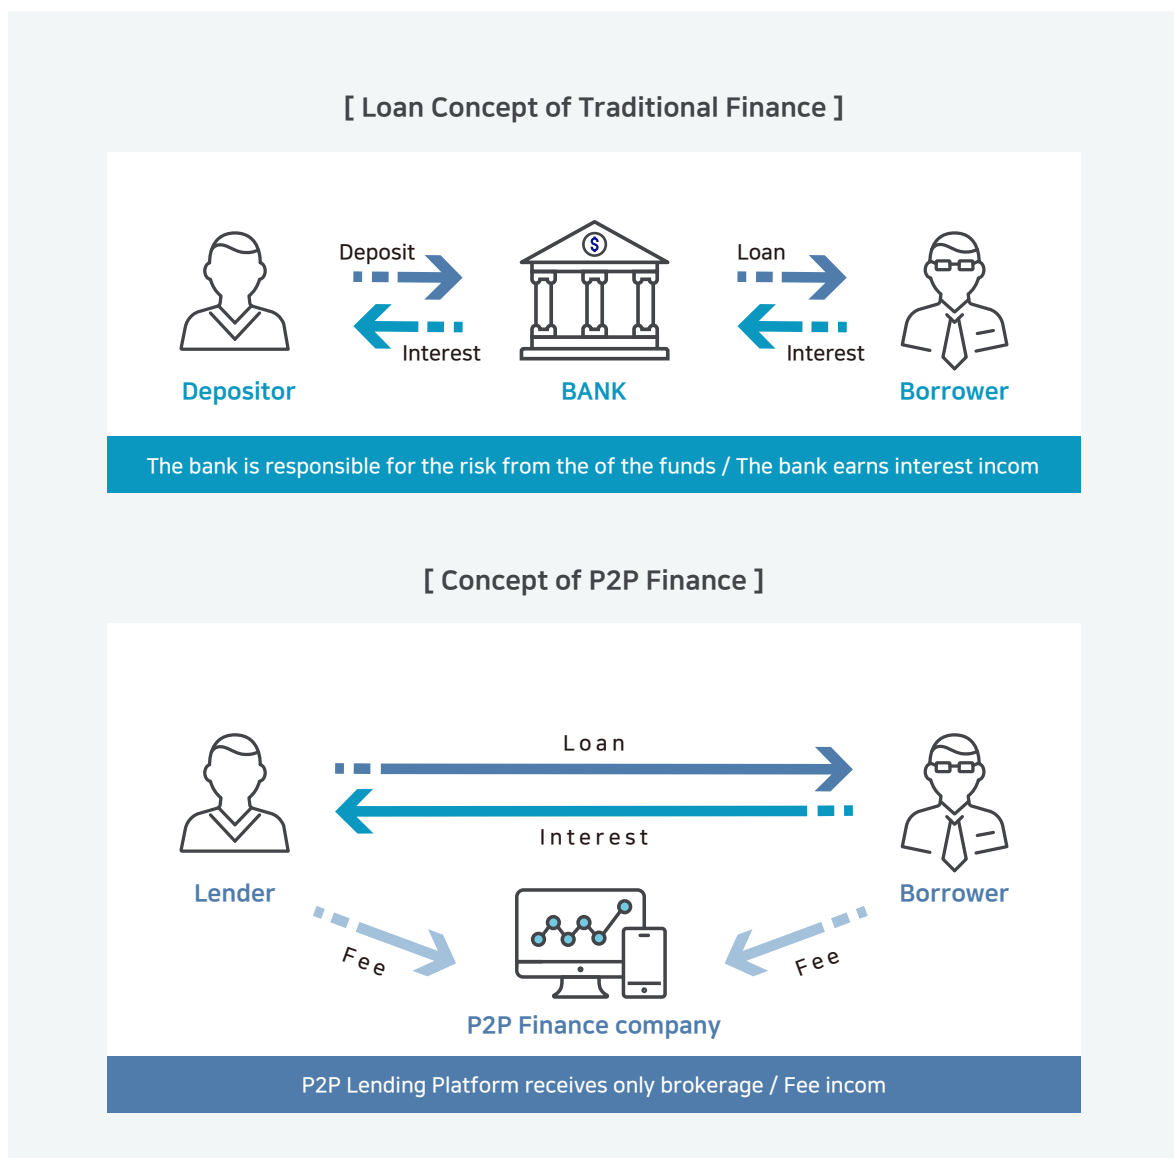 [ Loan Concept of Traditional Finance ]
Deposit
Loan
$
Interest
Interest
Depositor
BANK
Borrower
The bank is responsible for the risk from the of the funds / The bank earns interest incom
[ Concept of P2P Finance ]
Loan
Interest
Lender
Borrower
Fee
Fee
P2P Finance company
P2P Lending Platform receives only brokerage / Fee incom